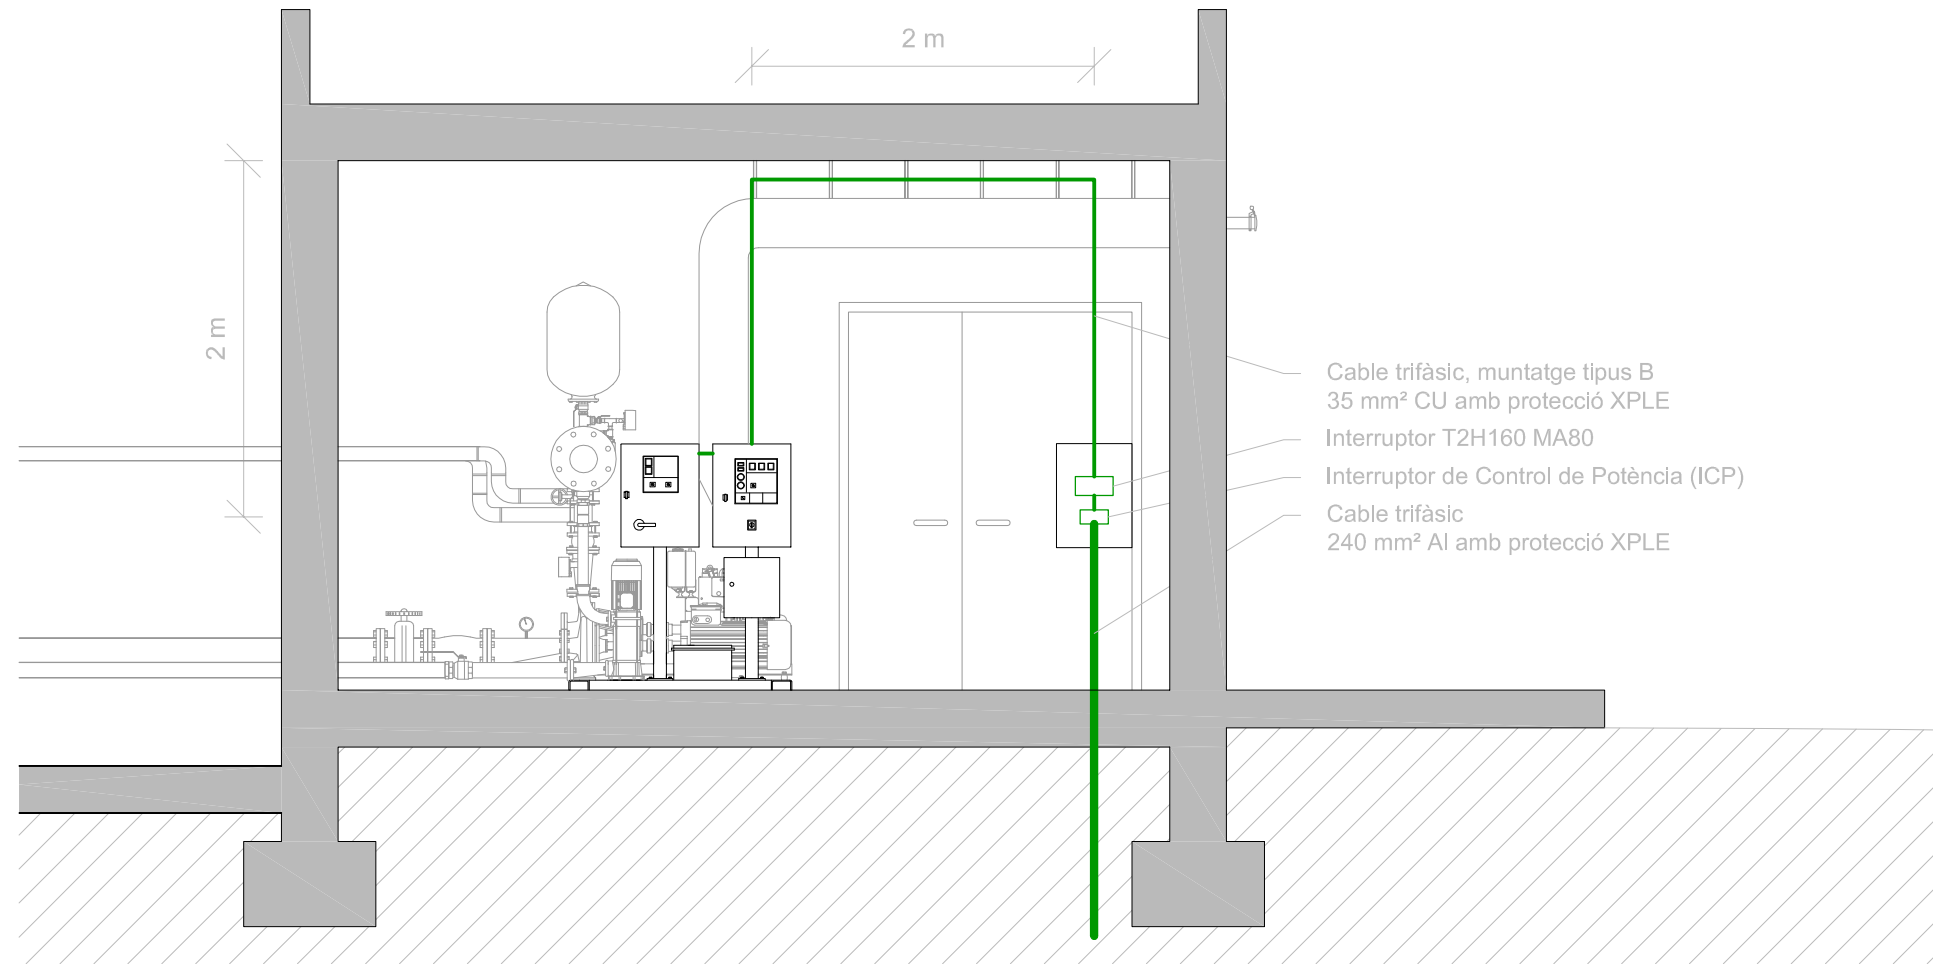 2 m
2 m
Cable trifàsic, muntatge tipus B
35 mm² CU amb protecció XPLE
Interruptor T2H160 MA80
Interruptor de Control de Potència (ICP)
Cable trifàsic
240 mm² Al amb protecció XPLE